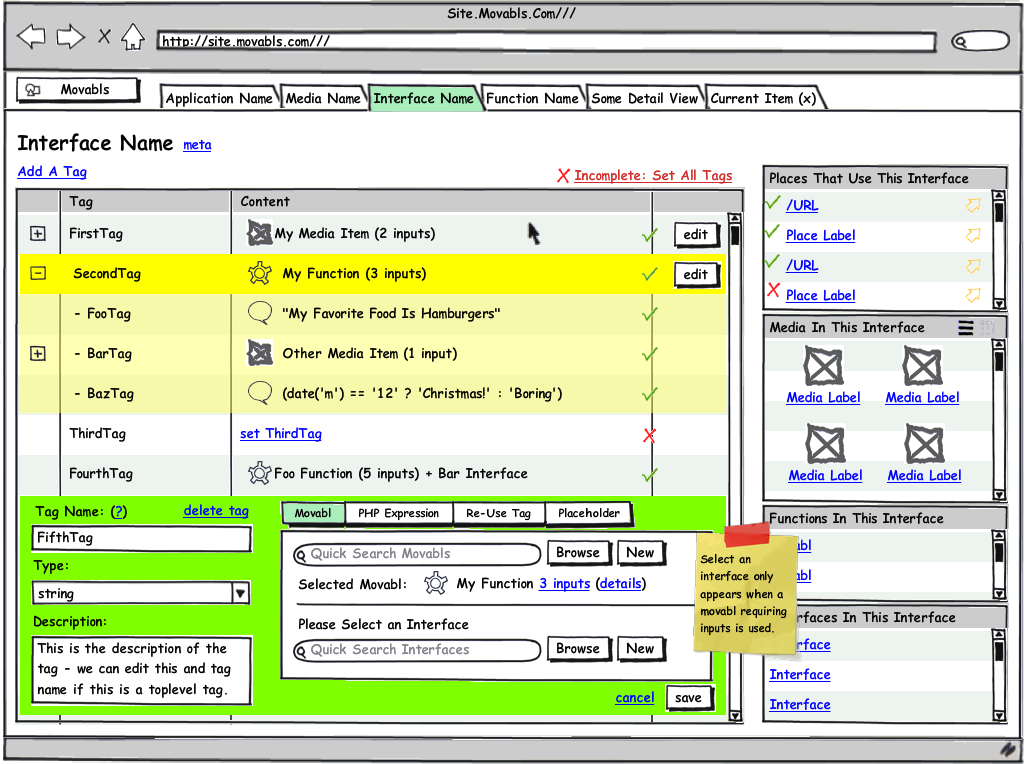 Site.Movabls.Com///
http://site.movabls.com///
Movabls
Application Name
Media Name
Interface Name
Function Name
Some Detail View
Current Item (x)
Interface Name meta
Add A Tag
X Incomplete: Set All Tags
Tag Content
FirstTag My Media Item (2 inputs) edit
SecondTag My Function (3 inputs) edit
- FooTag "My Favorite Food Is Hamburgers"
- BarTag Other Media Item (1 input)
- BazTag (date('m') == '12' ? 'Christmas!' : 'Boring')
ThirdTag set ThirdTag
FourthTag Foo Function (5 inputs) + Bar Interface
Tag Name: (?) delete tag
FifthTag
Type:
string
Description:
This is the description of the
tag - we can edit this and tag
name if this is a toplevel tag.
Movabl PHP Expression Re-Use Tag Placeholder
Quick Search Movabls Browse New
Selected Movabl: My Function 3 inputs (details)
Please Select an Interface
Quick Search Interfaces Browse New
cancel save
Select an
interface only
appears when a
movabl requiring
inputs is used.
Places That Use This Interface
/URL
Place Label
/URL
Place Label
Media In This Interface
Media Label Media Label
Media Label Media Label
Functions In This Interface
abl
abl
rfaces In This Interface
rface
Interface
Interface